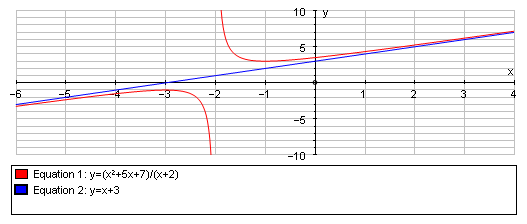 10
y
5
x
−6 −5 −4 −3 −2 −1 0 1 2 3 4
−5
−10
Equation 1: y=(x²+5x+7)/(x+2)
Equation 2: y=x+3